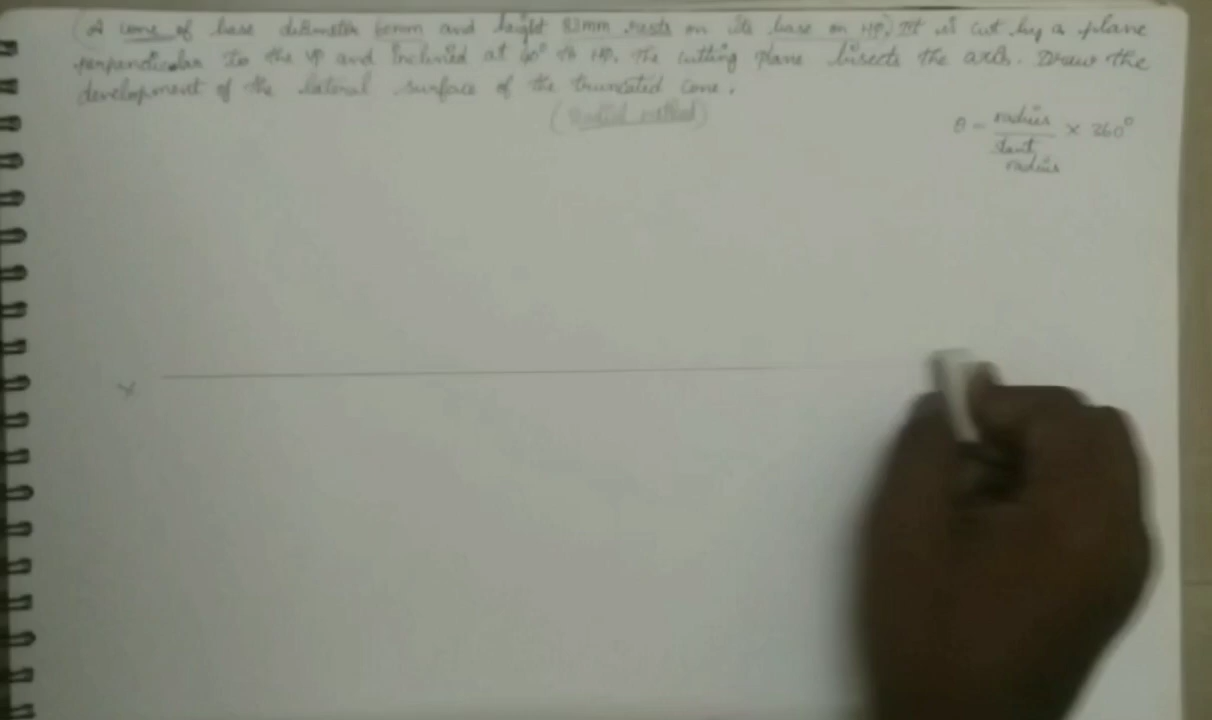 A cone of base diameter 60mm and height 80mm rests on its base on HP. It is cut by a plane
perpendicular to the VP and Inclined at to HP. The cutting plane bisects the axis. Draw the
development of the lateral surface of the truncated cone.
(Radial method)
θ = radius / slant radius × 360°
X